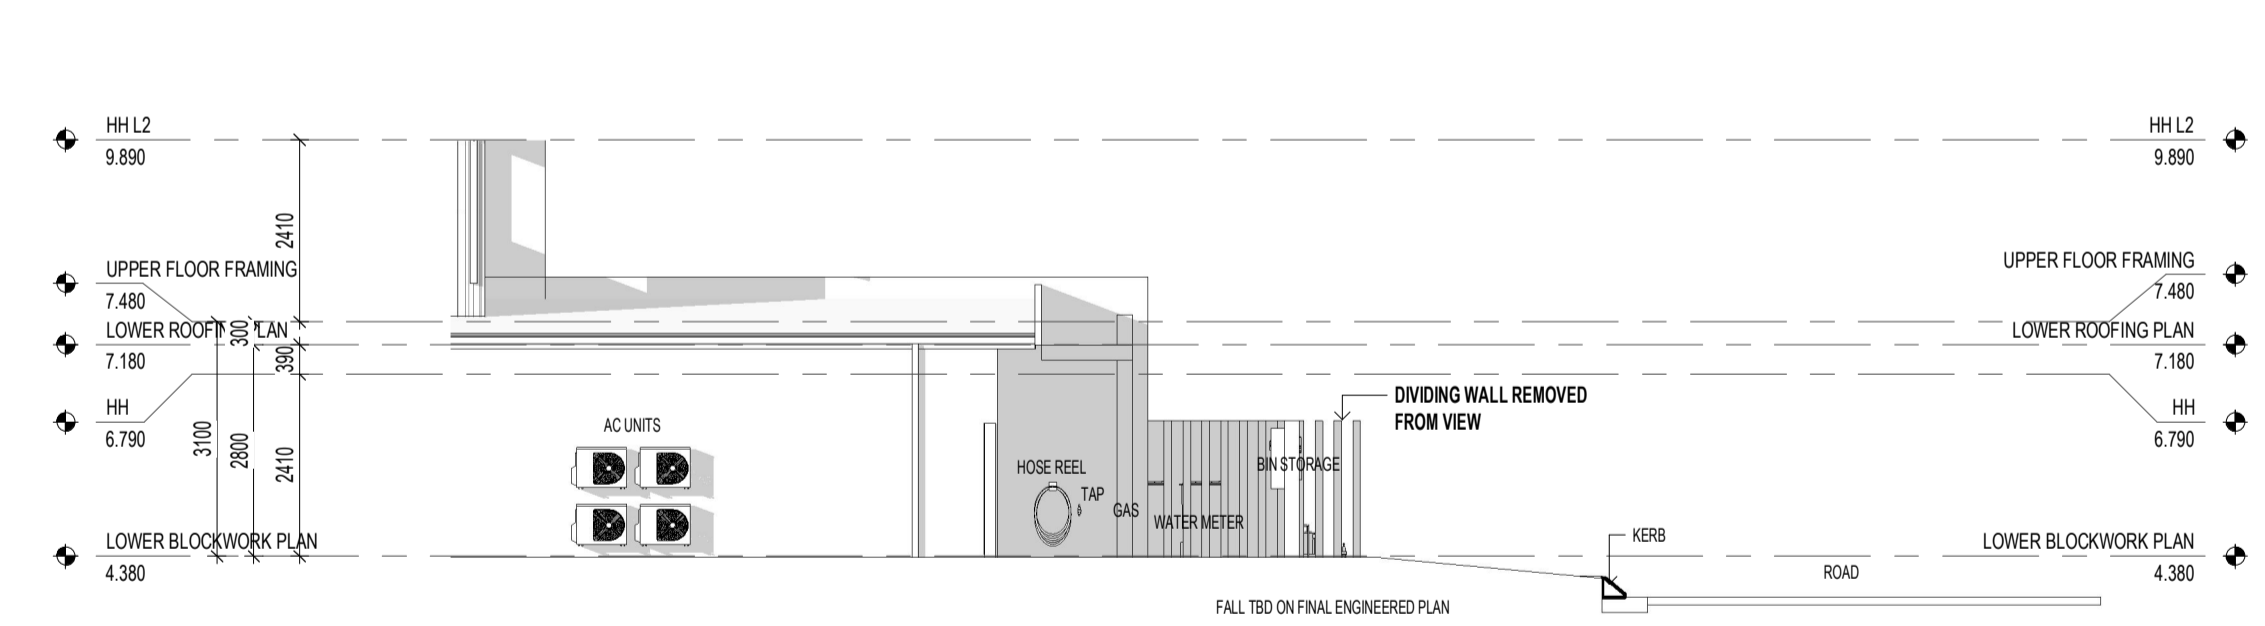 HH L2
9.890
HH L2
9.890
2410
UPPER FLOOR FRAMING
7.480
UPPER FLOOR FRAMING
7.480
300
LOWER ROOFING PLAN
7.180
LOWER ROOFING PLAN
7.180
390
HH
6.790
HH
6.790
3100
2800
2410
DIVIDING WALL REMOVED
FROM VIEW
AC UNITS
HOSE REEL
TAP
GAS
WATER METER
BIN STORAGE
KERB
LOWER BLOCKWORK PLAN
4.380
LOWER BLOCKWORK PLAN
4.380
ROAD
FALL TBD ON FINAL ENGINEERED PLAN